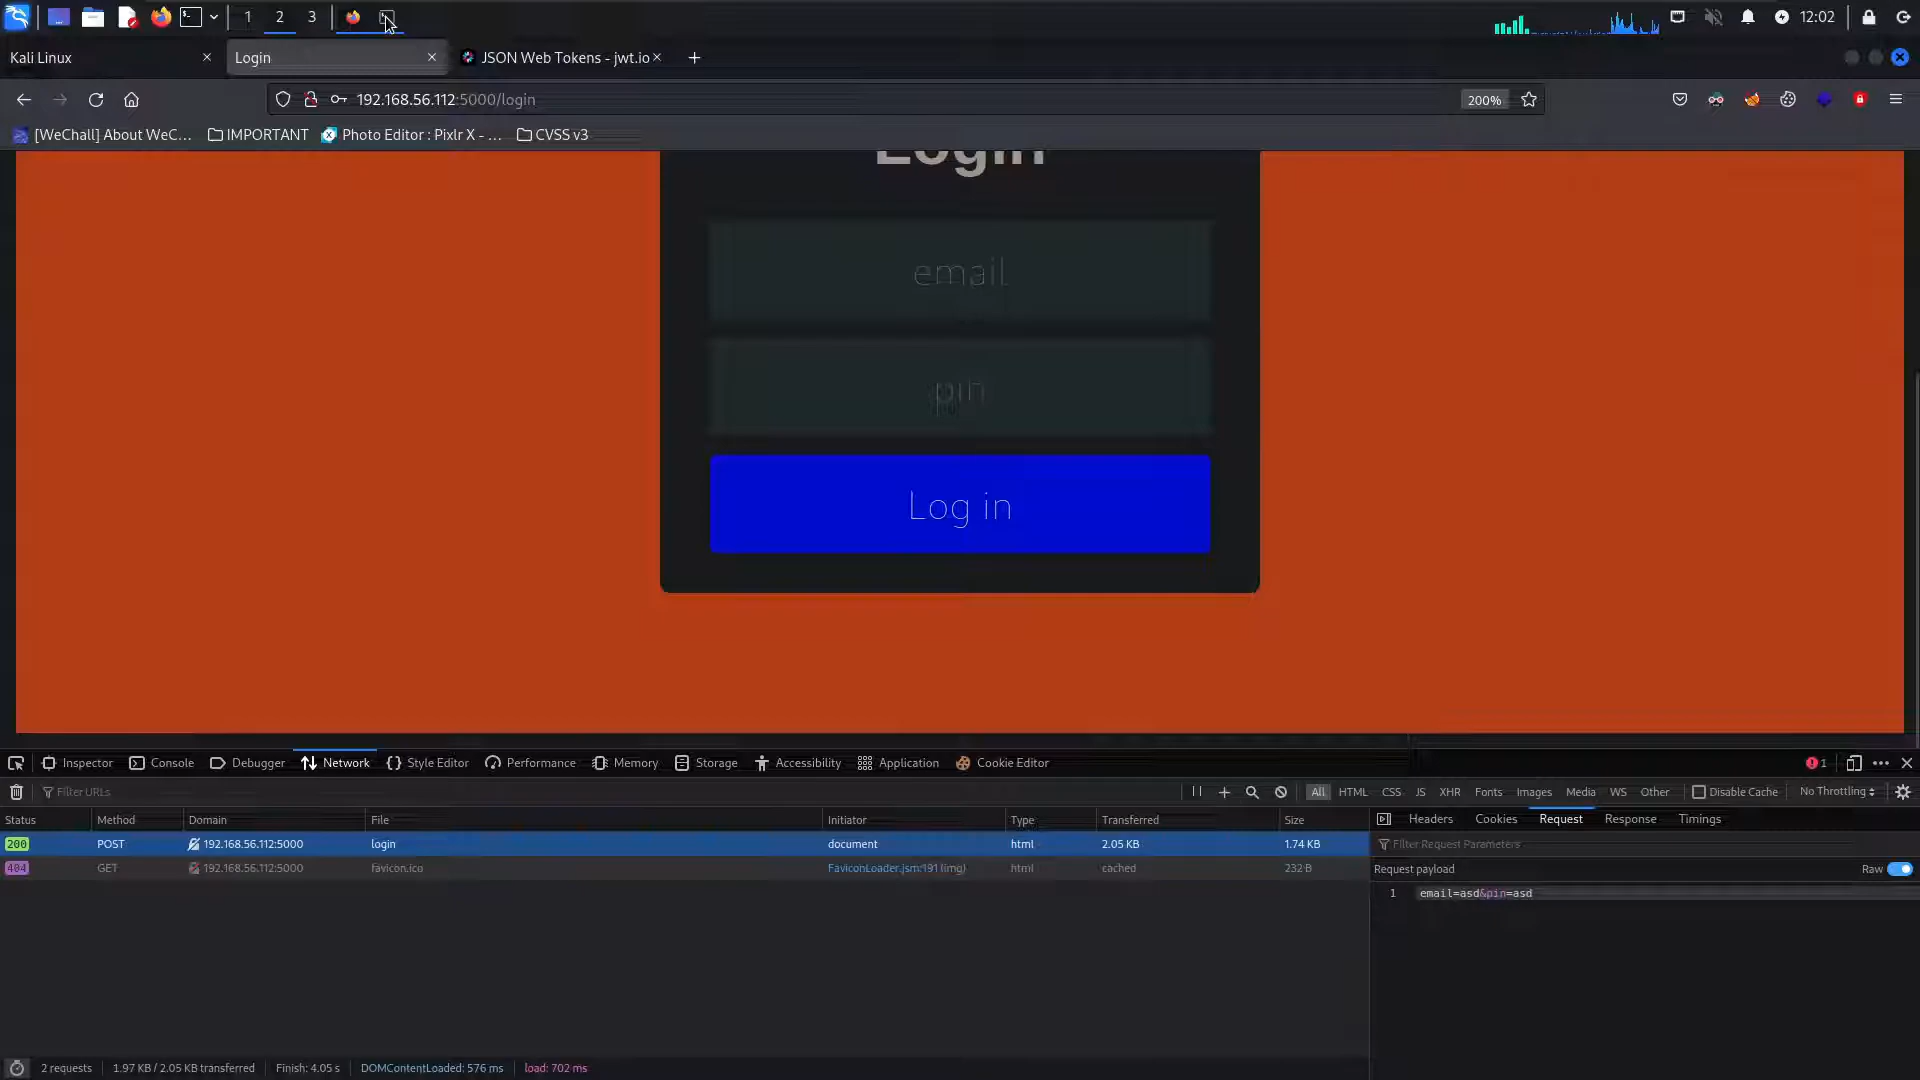 1 2 3 12:02
Kali Linux Login JSON Web Tokens - jwt.io
192.168.56.112:5000/login 200%
[WeChall] About WeC... IMPORTANT Photo Editor : Pixlr X - ... CVSS v3
Login
email
pin
Log in
Inspector Console Debugger Network Style Editor Performance Memory Storage Accessibility Application Cookie Editor 1
Filter URLs All HTML CSS JS XHR Fonts Images Media WS Other Disable Cache No Throttling
Status Method Domain File Initiator Type Transferred Size Headers Cookies Request Response Timings
200 POST 192.168.56.112:5000 login document html 2.05 KB 1.74 KB Filter Request Parameters
404 GET 192.168.56.112:5000 favicon.ico FaviconLoader.jsm:191 (img) html cached 232 B Request payload Raw
1 email=asd&pin=asd
2 requests 1.97 KB / 2.05 KB transferred Finish: 4.05 s DOMContentLoaded: 576 ms load: 702 ms